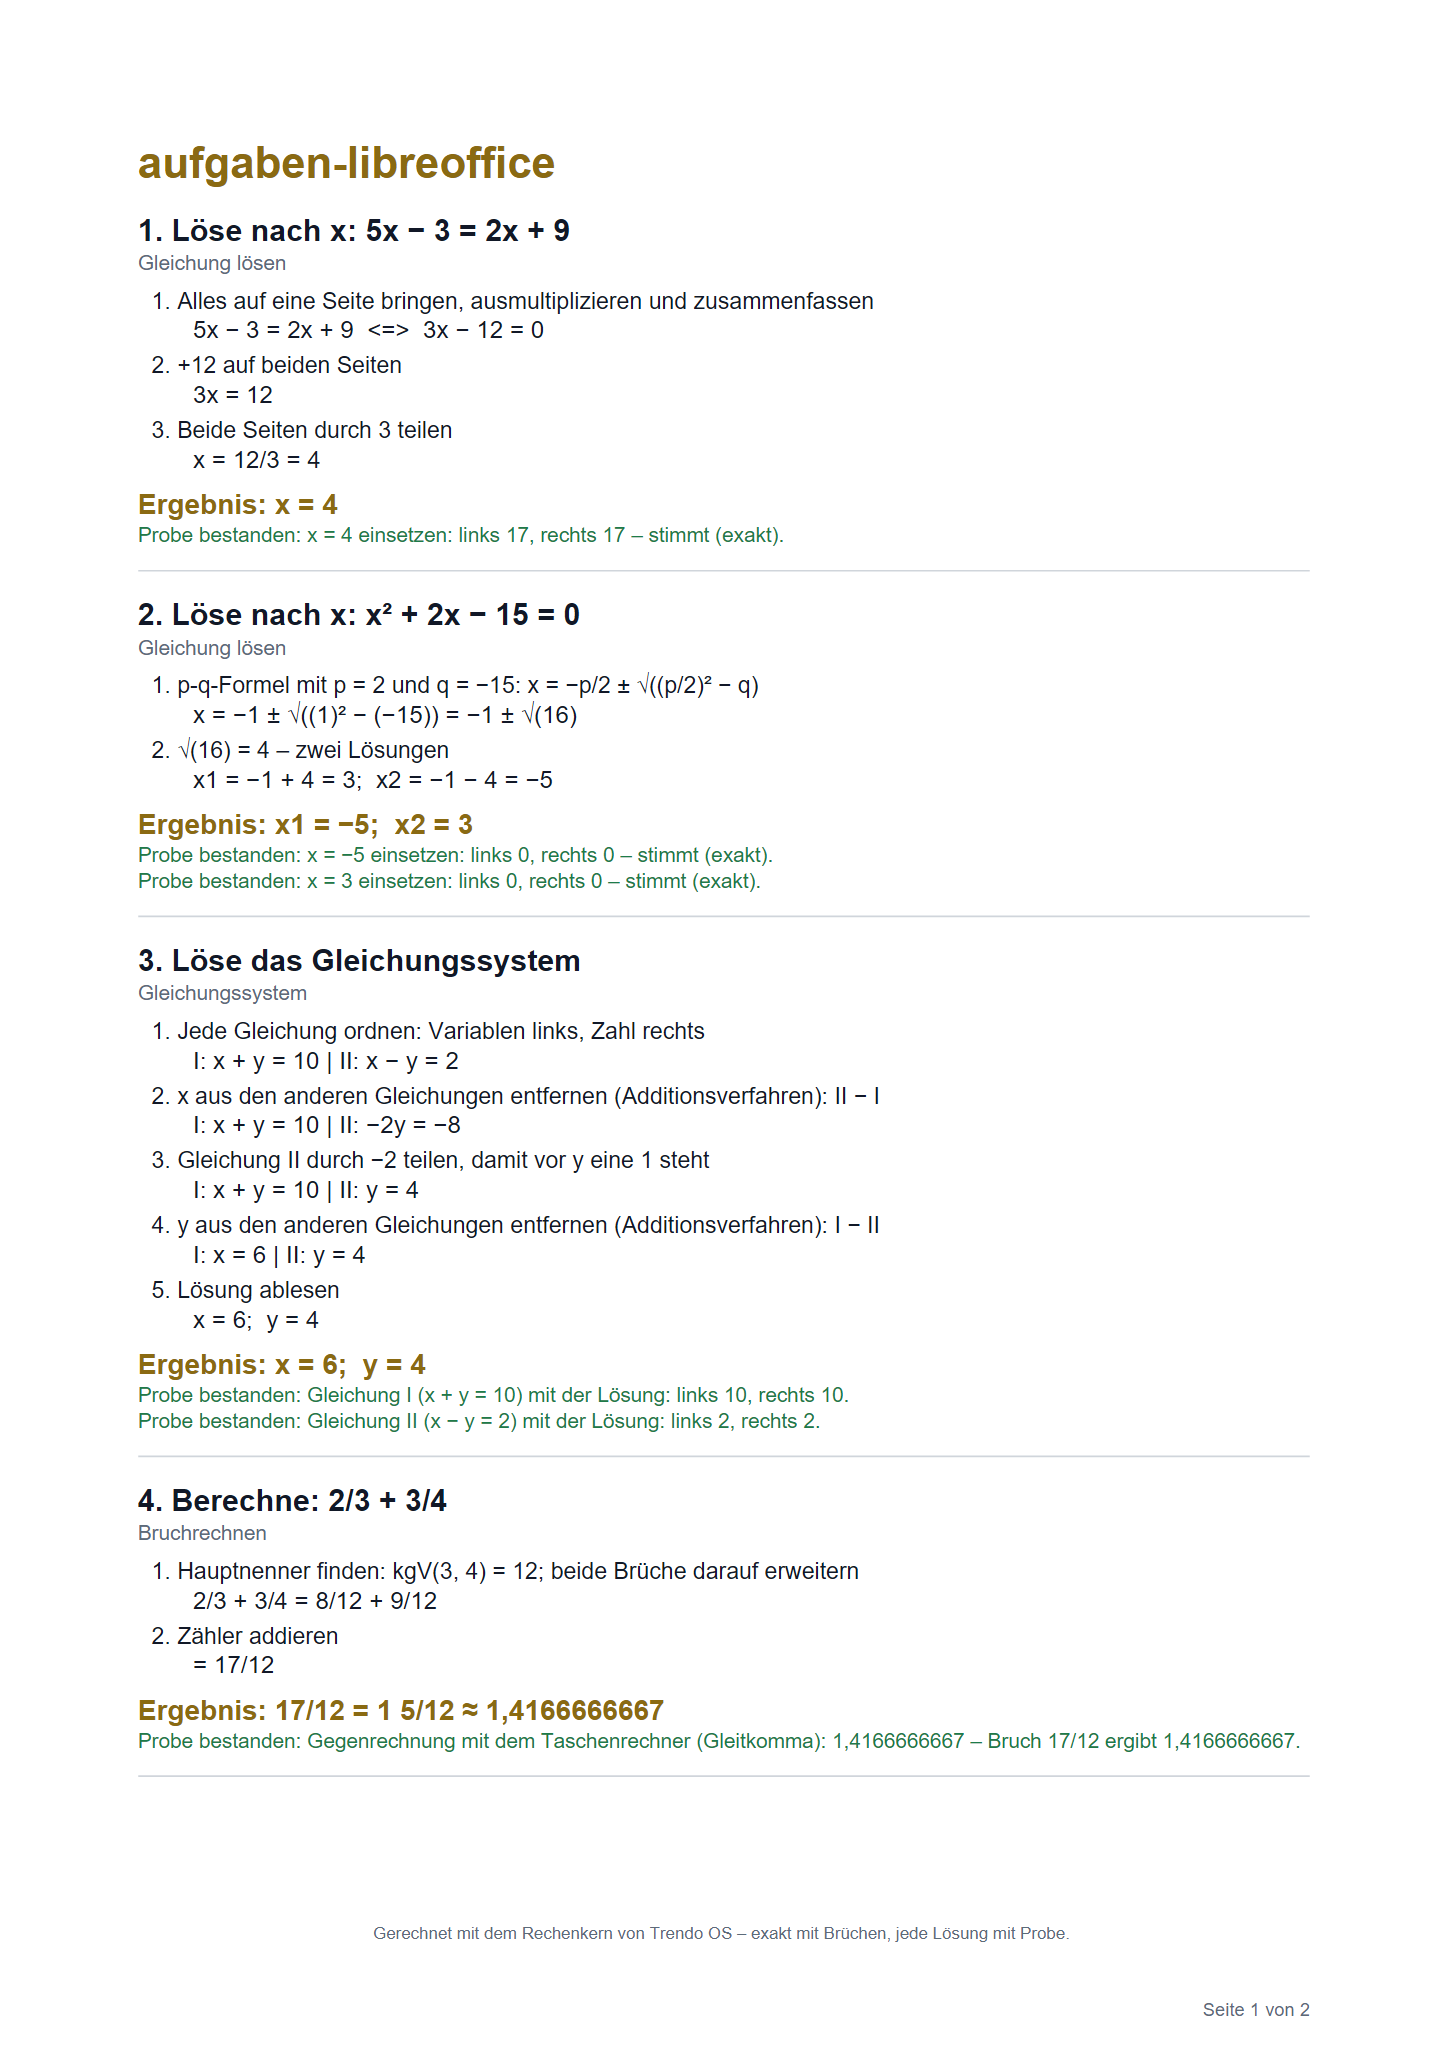 aufgaben-libreoffice
1. Löse nach x: 5x − 3 = 2x + 9
Gleichung lösen
1. Alles auf eine Seite bringen, ausmultiplizieren und zusammenfassen
5x − 3 = 2x + 9  <=>  3x − 12 = 0
2. +12 auf beiden Seiten
3x = 12
3. Beide Seiten durch 3 teilen
x = 12/3 = 4
Ergebnis: x = 4
Probe bestanden: x = 4 einsetzen: links 17, rechts 17 – stimmt (exakt).
2. Löse nach x: x² + 2x − 15 = 0
Gleichung lösen
1. p-q-Formel mit p = 2 und q = −15: x = −p/2 ± √((p/2)² − q)
x = −1 ± √((1)² − (−15)) = −1 ± √(16)
2. √(16) = 4 – zwei Lösungen
x1 = −1 + 4 = 3;  x2 = −1 − 4 = −5
Ergebnis: x1 = −5;  x2 = 3
Probe bestanden: x = −5 einsetzen: links 0, rechts 0 – stimmt (exakt).
Probe bestanden: x = 3 einsetzen: links 0, rechts 0 – stimmt (exakt).
3. Löse das Gleichungssystem
Gleichungssystem
1. Jede Gleichung ordnen: Variablen links, Zahl rechts
I: x + y = 10 | II: x − y = 2
2. x aus den anderen Gleichungen entfernen (Additionsverfahren): II − I
I: x + y = 10 | II: −2y = −8
3. Gleichung II durch −2 teilen, damit vor y eine 1 steht
I: x + y = 10 | II: y = 4
4. y aus den anderen Gleichungen entfernen (Additionsverfahren): I − II
I: x = 6 | II: y = 4
5. Lösung ablesen
x = 6;  y = 4
Ergebnis: x = 6;  y = 4
Probe bestanden: Gleichung I (x + y = 10) mit der Lösung: links 10, rechts 10.
Probe bestanden: Gleichung II (x − y = 2) mit der Lösung: links 2, rechts 2.
4. Berechne: 2/3 + 3/4
Bruchrechnen
1. Hauptnenner finden: kgV(3, 4) = 12; beide Brüche darauf erweitern
2/3 + 3/4 = 8/12 + 9/12
2. Zähler addieren
= 17/12
Ergebnis: 17/12 = 1 5/12 ≈ 1,4166666667
Probe bestanden: Gegenrechnung mit dem Taschenrechner (Gleitkomma): 1,4166666667 – Bruch 17/12 ergibt 1,4166666667.
Gerechnet mit dem Rechenkern von Trendo OS – exakt mit Brüchen, jede Lösung mit Probe.
Seite 1 von 2